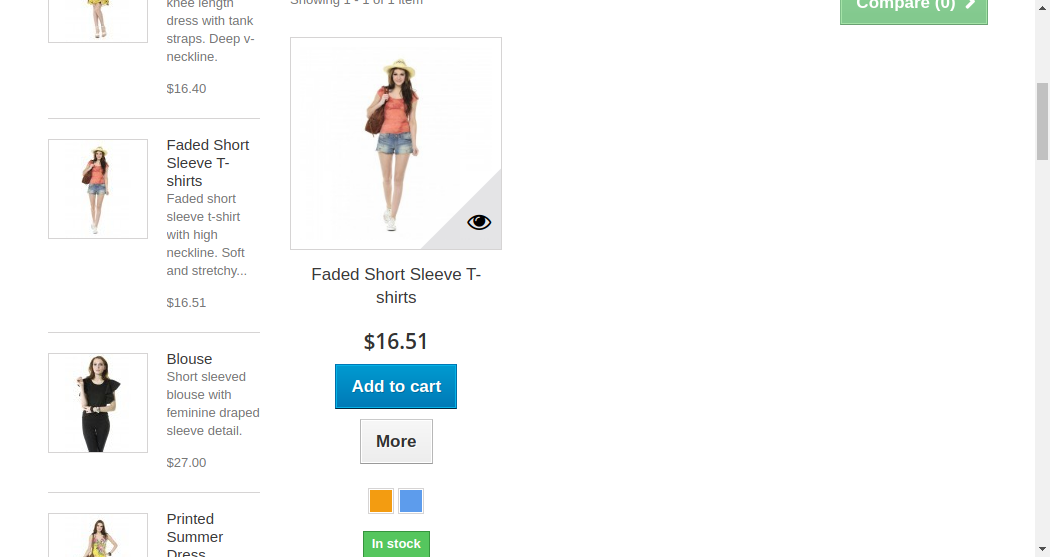 knee length
dress with tank
straps. Deep v-
neckline.
$16.40
Faded Short
Sleeve T-
shirts
Faded short
sleeve t-shirt
with high
neckline. Soft
and stretchy...
$16.51
Blouse
Short sleeved
blouse with
feminine draped
sleeve detail.
$27.00
Printed
Summer
Dress
Showing 1 - 1 of 1 item
Compare (0)
Faded Short Sleeve T-
shirts
$16.51
Add to cart
More
In stock